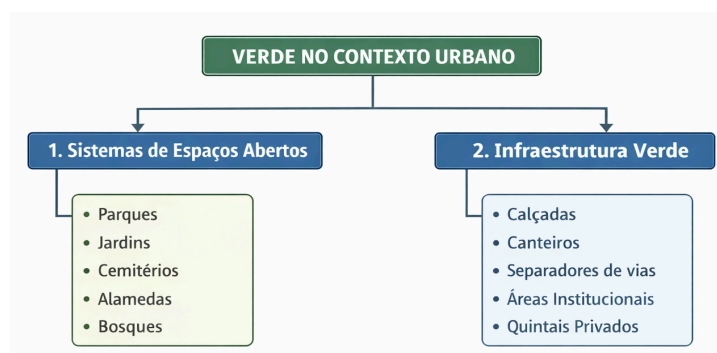 VERDE NO CONTEXTO URBANO
1. Sistemas de Espaços Abertos
• Parques
• Jardins
• Cemitérios
• Alamedas
• Bosques
2. Infraestrutura Verde
• Calçadas
• Canteiros
• Separadores de vias
• Áreas Institucionais
• Quintais Privados